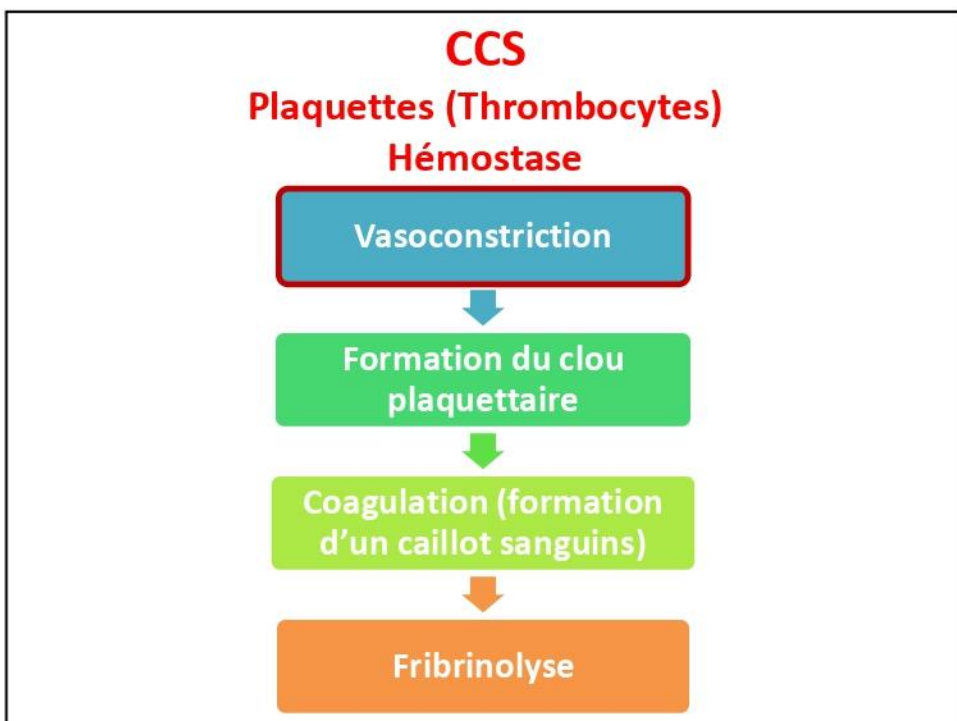 CCS
Plaquettes (Thrombocytes)
Hémostase
Vasoconstriction
Formation du clou
plaquettaire
Coagulation (formation
d’un caillot sanguins)
Fribrinolyse